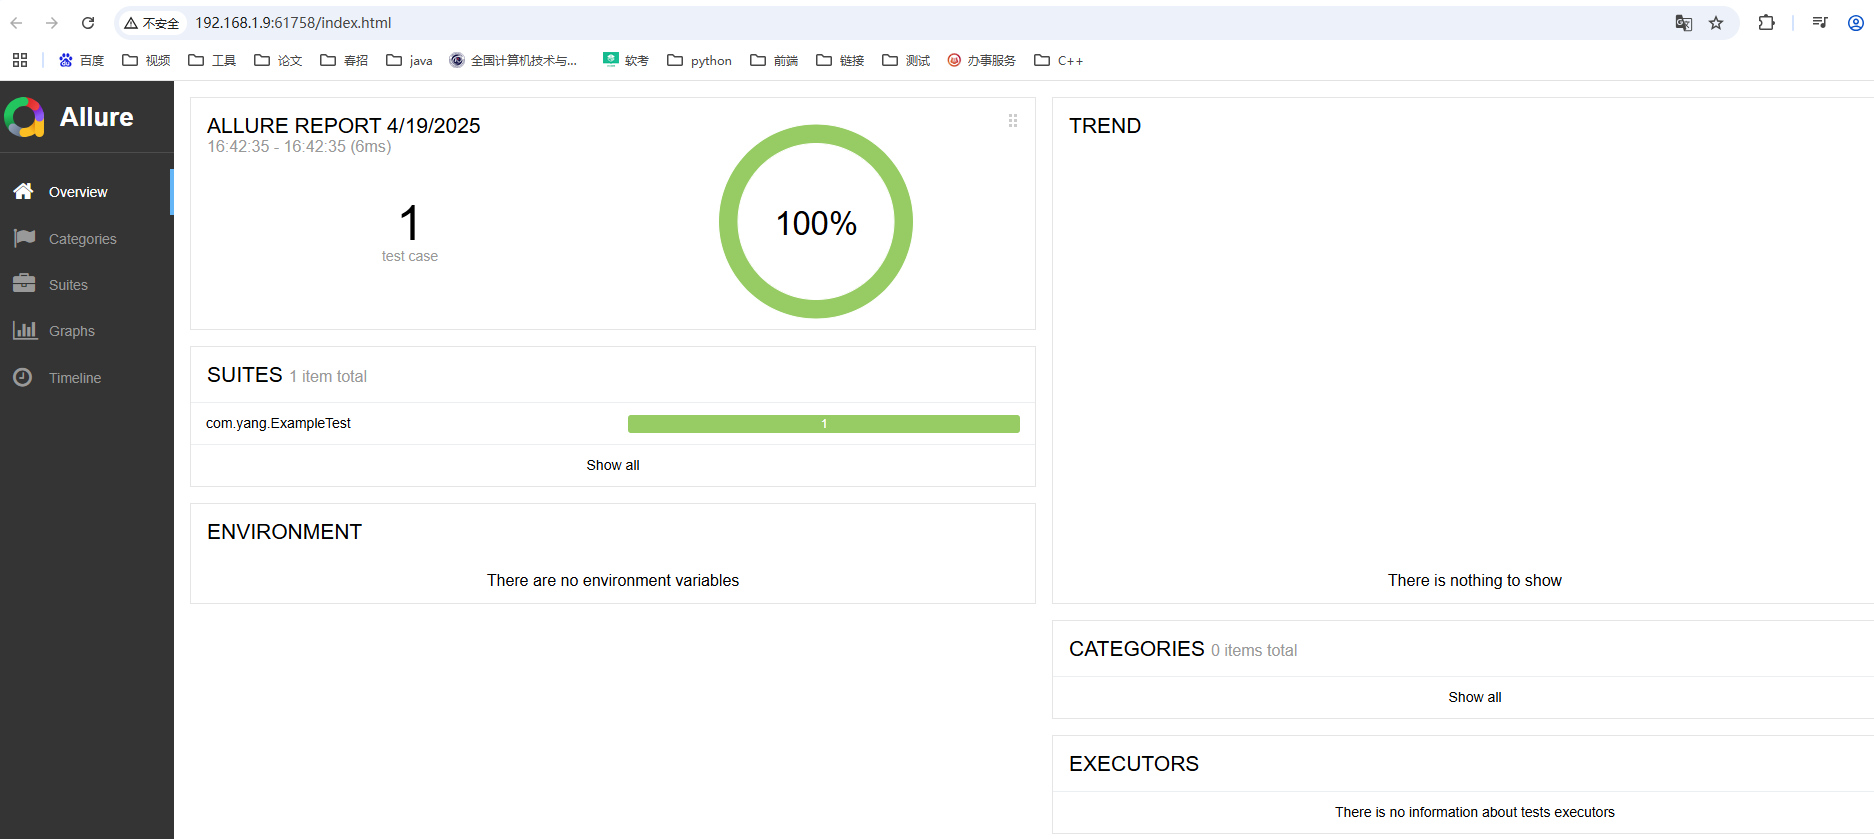 不安全 192.168.1.9:61758/index.html
百度 视频 工具 论文 春招 java 全国计算机技术与... 软考 python 前端 链接 测试 办事服务 C++
Allure
Overview
Categories
Suites
Graphs
Timeline
ALLURE REPORT 4/19/2025
16:42:35 - 16:42:35 (6ms)
1
test case
100%
SUITES 1 item total
com.yang.ExampleTest 1
Show all
ENVIRONMENT
There are no environment variables
TREND
There is nothing to show
CATEGORIES 0 items total
Show all
EXECUTORS
There is no information about tests executors